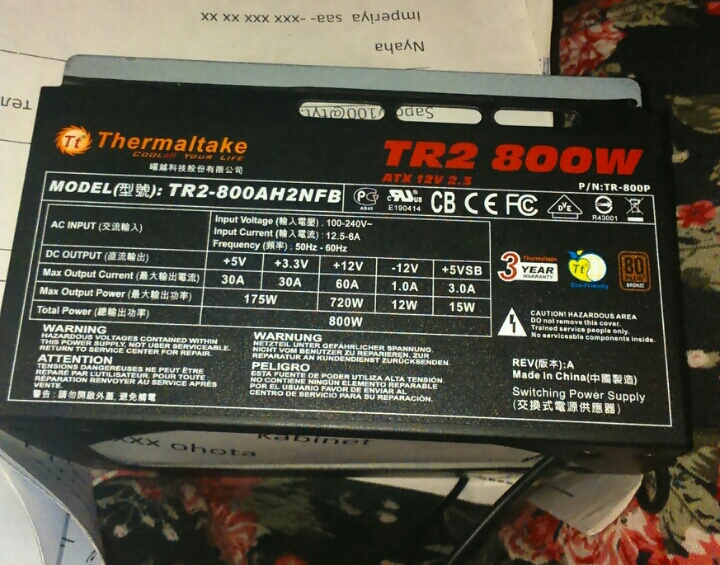 Imperiya saa- -xxx xxx xx xx
Nyaha
Thermaltake
COOL all YOUR LIFE
曜越科技股份有限公司
TR2 800W
ATX 12V 2.3
P/N:TR-800P
MODEL(型號): TR2-800AH2NFB
E190414
CB CE FC
R43001
AC INPUT (交流輸入)
Input Voltage (輸入電壓) : 100-240V~
Input Current (輸入電流) : 12.5-6A
Frequency (頻率) : 50Hz - 60Hz
DC OUTPUT (直流輸出) +5V +3.3V +12V -12V +5VSB
Max Output Current (最大輸出電流) 30A 30A 60A 1.0A 3.0A
Max Output Power (最大輸出功率) 175W 720W 12W 15W
Total Power (總輸出功率) 800W
Thermaltake
3 YEAR
WARRANTY
Tt
Eco-Friendly
80
PLUS
BRONZE
WARNING
HAZARDOUS VOLTAGES CONTAINED WITHIN
THIS POWER SUPPLY, NOT USER SERVICEABLE.
RETURN TO SERVICE CENTER FOR REPAIR.
ATTENTION
TENSIONS DANGEREUSES NE PEUT ÊTRE
RÉPARÉ PAR L'UTILISATEUR. POUR TOUTE
RÉPARATION RENVOYER AU SERVICE APRÈS
VENTE.
警告 : 請勿開啟外蓋, 避免觸電
WARNUNG
NETZTEIL UNTER GEFÄHRLICHER SPANNUNG.
NICHT VOM BENUTZER ZU REPARIEREN. ZUR
REPARATUR AN KUNDENDIENST ZURÜCKSENDEN.
PELIGRO
ESTA FUENTE DE PODER UTILIZA ALTA TENSIÓN.
NO CONTIENE NINGÚN ELEMENTO REPARABLE
POR EL USUARIO FAVOR DE ENVIAR AL
CENTRO DE SERVICIO PARA SU REPARACIÓN.
CAUTION! HAZARDOUS AREA
DO not remove this cover.
Trained service people only.
No serviceable components inside.
REV(版本):A
Made in China(中國製造)
Switching Power Supply
(交換式電源供應器)
kabinet
xxx Ohota